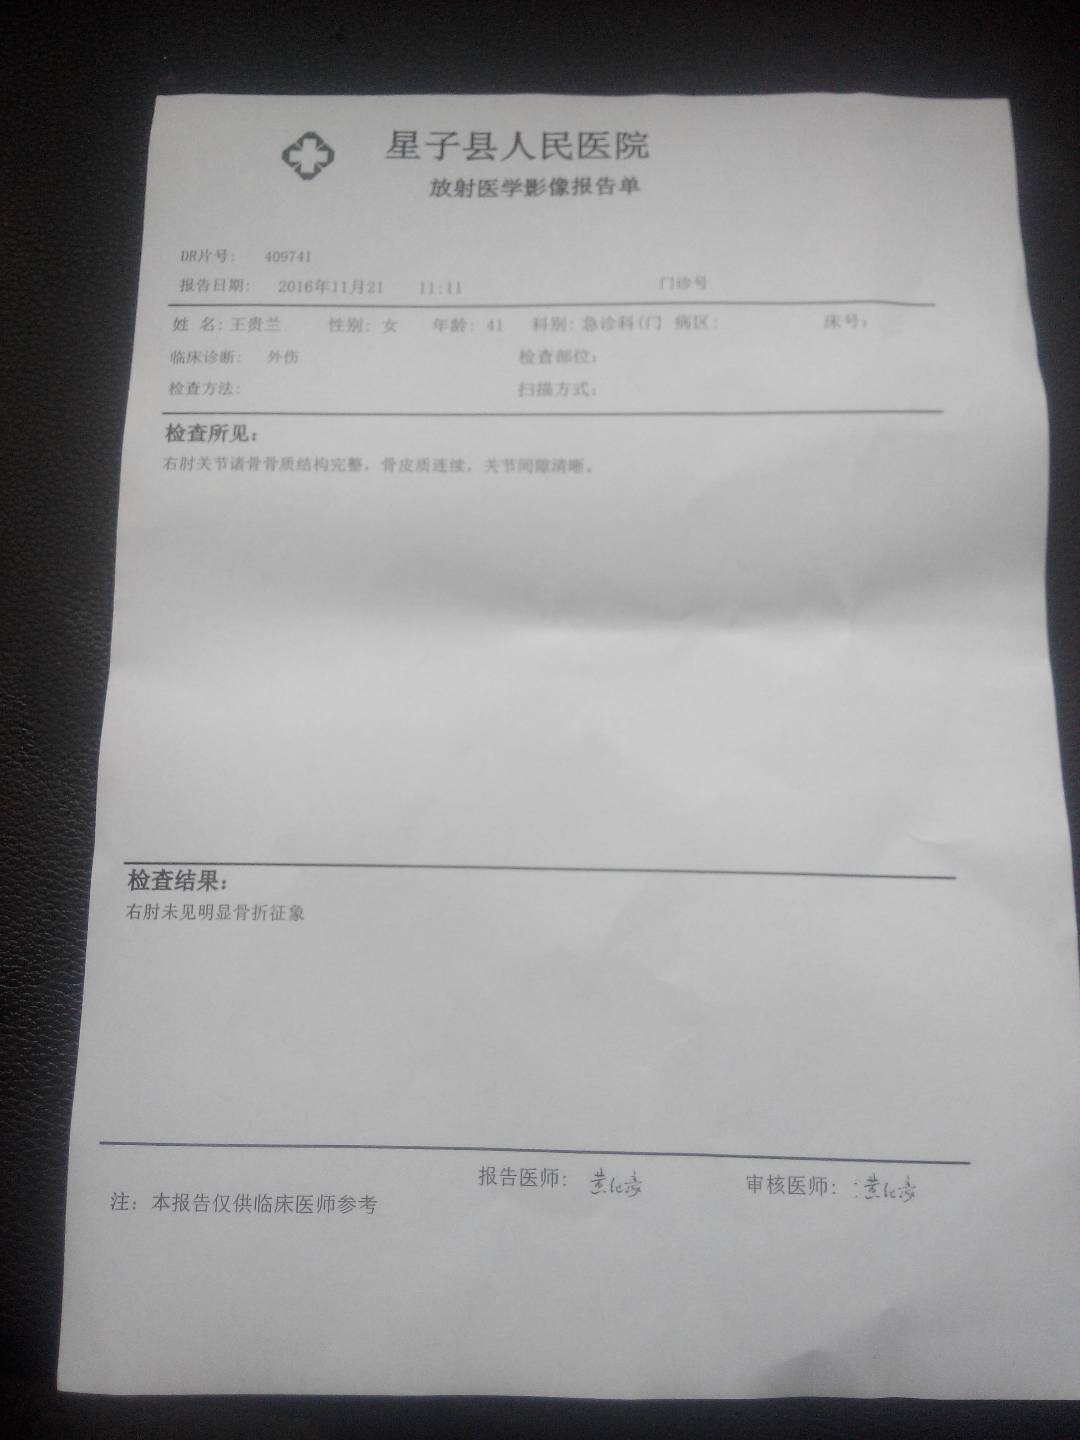 星子县人民医院
放射医学影像报告单
DR片号: 409741
报告日期: 2016年11月21 11:11 门诊号
姓 名: 王贵兰 性别: 女 年龄: 41 科别: 急诊科(门 病区: 床号:
临床诊断: 外伤 检查部位:
检查方法: 扫描方式:
检查所见:
右肘关节诸骨骨质结构完整，骨皮质连续，关节间隙清晰。
检查结果:
右肘未见明显骨折征象
报告医师: 审核医师:
注: 本报告仅供临床医师参考